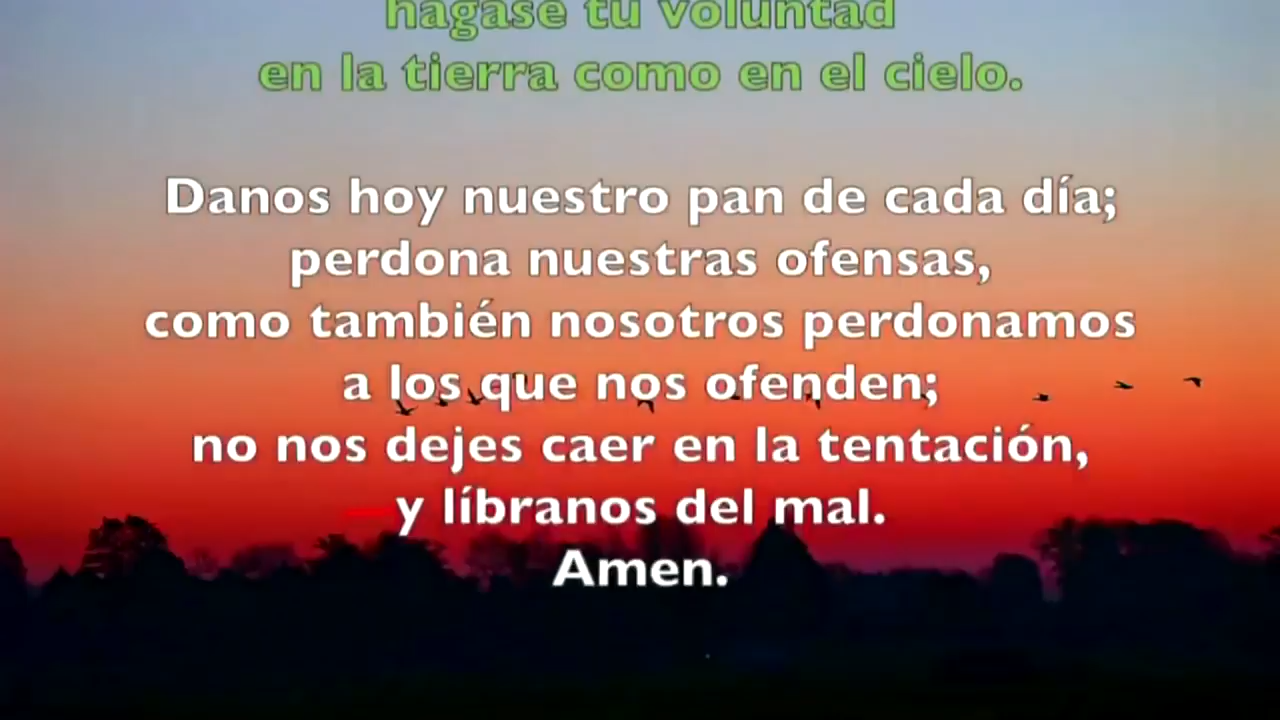 hágase tu voluntad
en la tierra como en el cielo.
Danos hoy nuestro pan de cada día;
perdona nuestras ofensas,
como también nosotros perdonamos
a los que nos ofenden;
no nos dejes caer en la tentación,
y líbranos del mal.
Amen.